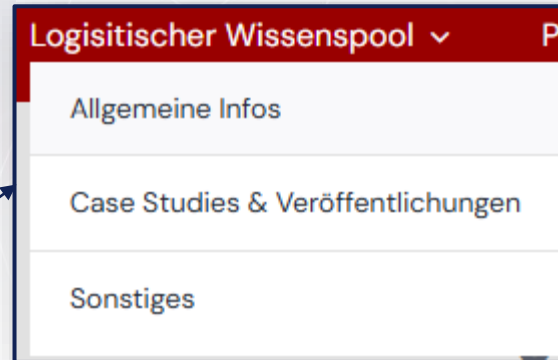 Logisitischer Wissenspool P
Allgemeine Infos
Case Studies & Veröffentlichungen
Sonstiges